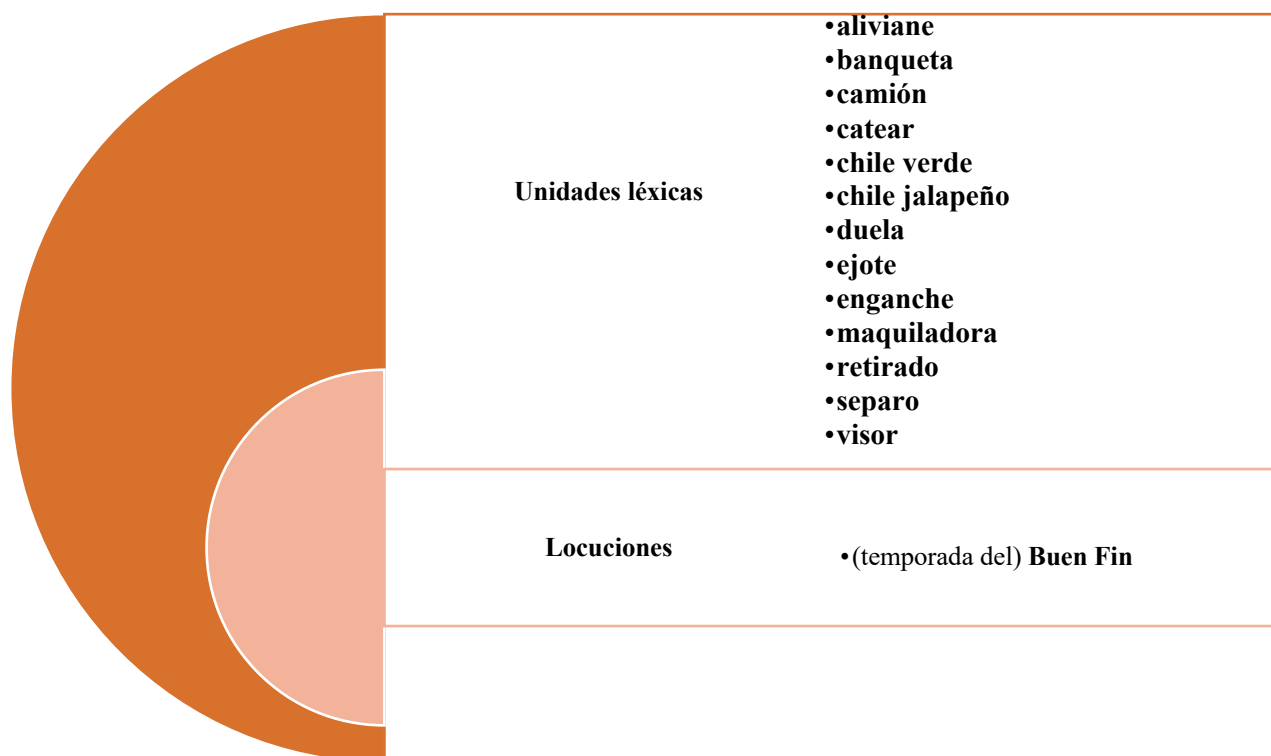 Unidades léxicas
•aliviane
•banqueta
•camión
•catear
•chile verde
•chile jalapeño
•duela
•ejote
•enganche
•maquiladora
•retirado
•separo
•visor
Locuciones
•(temporada del) Buen Fin